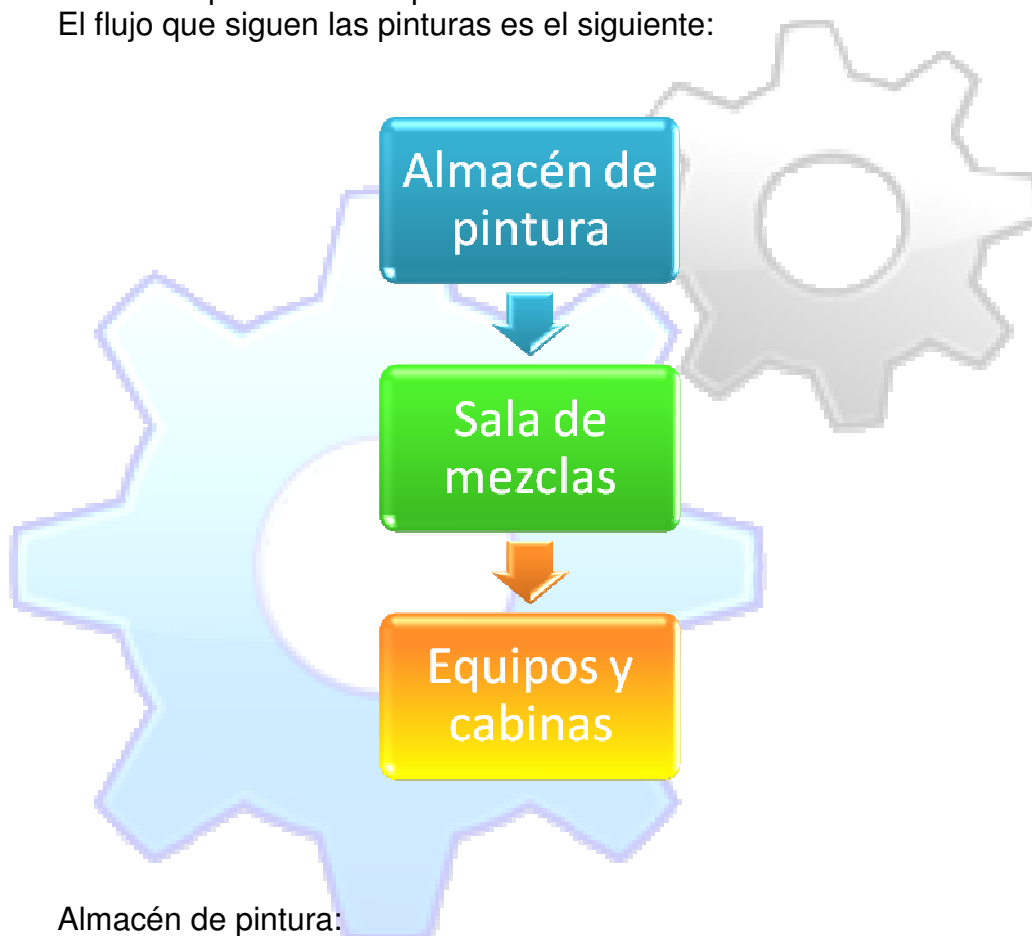 El flujo que siguen las pinturas es el siguiente:
Almacén de
pintura
Sala de
mezclas
Equipos y
cabinas
Almacén de pintura: